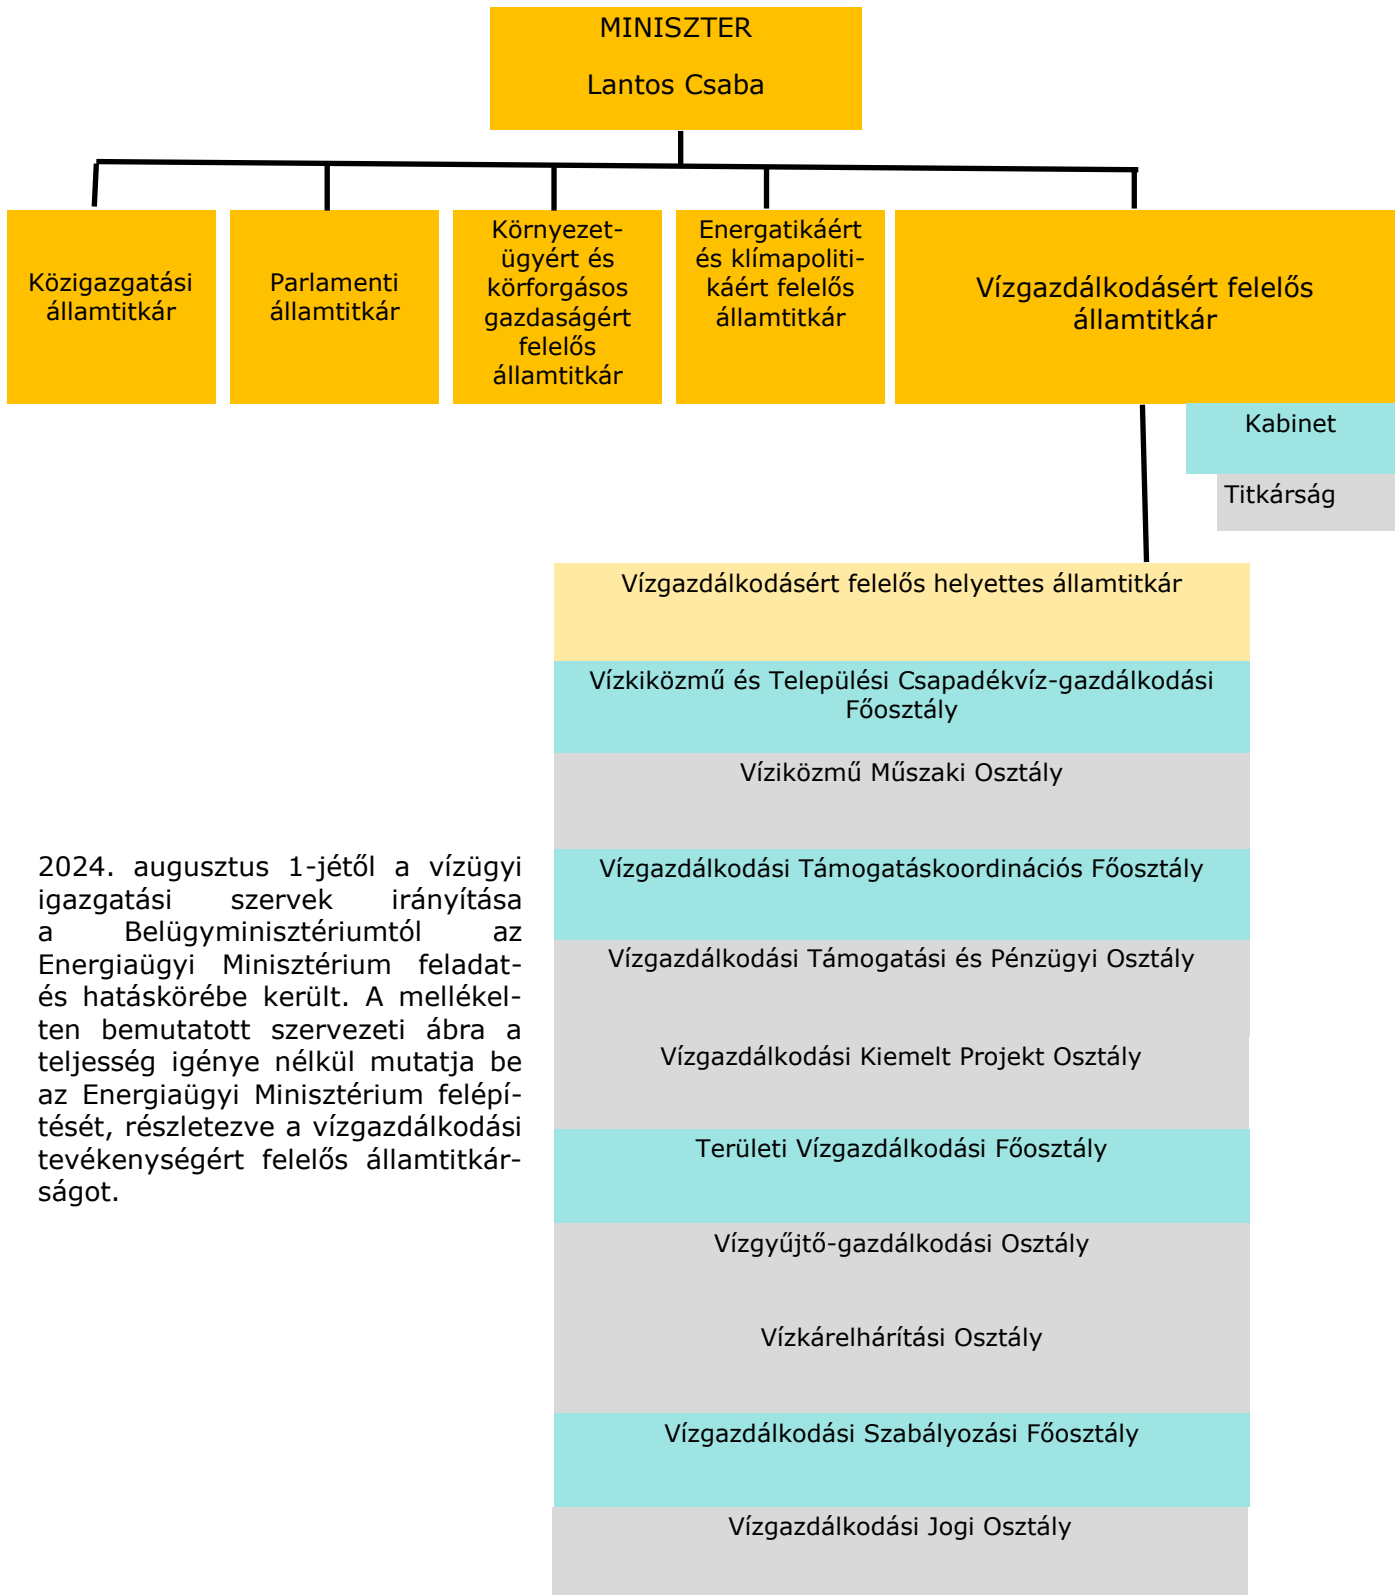 MINISZTER
Lantos Csaba
Közigazgatási
államtitkár
Parlamenti
államtitkár
Környezet-
ügyért és
körforgásos
gazdaságért
felelős
államtitkár
Energatikáért
és klímapoliti-
káért felelős
államtitkár
Vízgazdálkodásért felelős
államtitkár
Kabinet
Titkárság
Vízgazdálkodásért felelős helyettes államtitkár
Vízkiközmű és Települési Csapadékvíz-gazdálkodási
Főosztály
Víziközmű Műszaki Osztály
Vízgazdálkodási Támogatáskoordinációs Főosztály
Vízgazdálkodási Támogatási és Pénzügyi Osztály
Vízgazdálkodási Kiemelt Projekt Osztály
Területi Vízgazdálkodási Főosztály
Vízgyűjtő-gazdálkodási Osztály
Vízkárelhárítási Osztály
Vízgazdálkodási Szabályozási Főosztály
Vízgazdálkodási Jogi Osztály
2024. augusztus 1-jétől a vízügyi
igazgatási szervek irányítása
a Belügyminisztériumtól az
Energiaügyi Minisztérium feladat-
és hatáskörébe került. A mellékel-
ten bemutatott szervezeti ábra a
teljesség igénye nélkül mutatja be
az Energiaügyi Minisztérium felépí-
tését, részletezve a vízgazdálkodási
tevékenységért felelős államtitkár-
ságot.